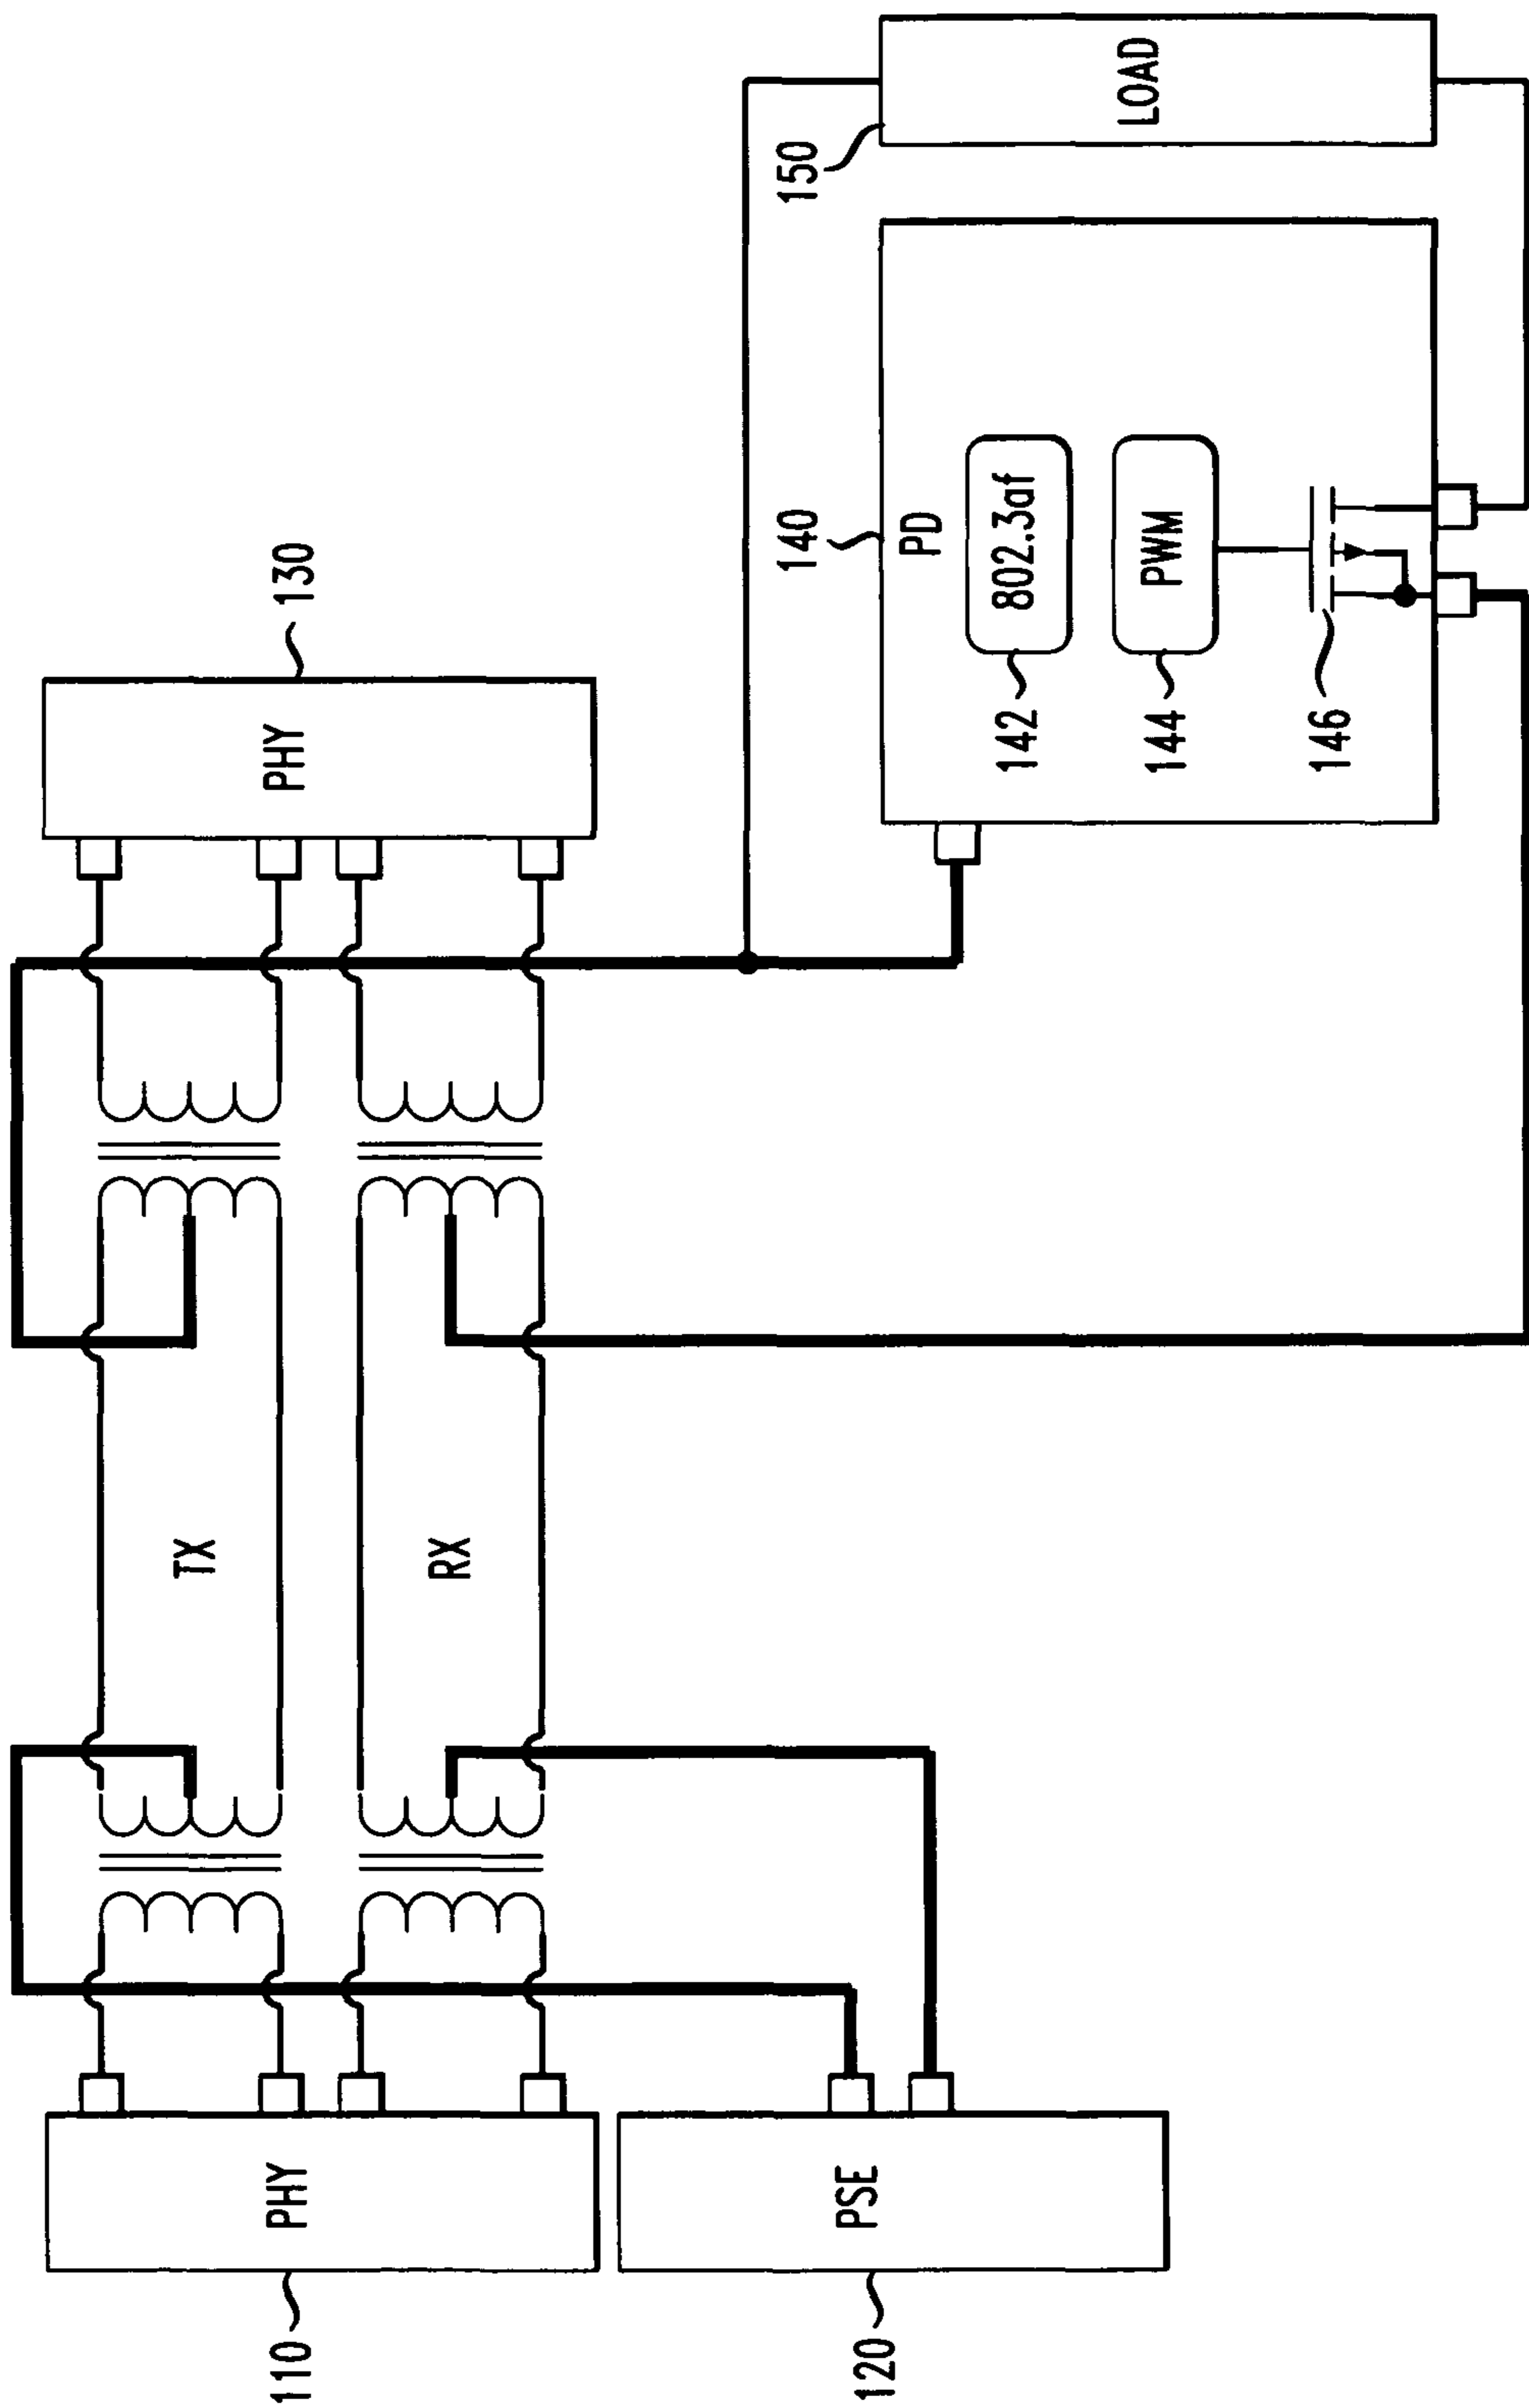 110
PHY
120
PSE
TX
RX
PHY
130
140
PD
142
802.3af
144
PWM
146
150
LOAD